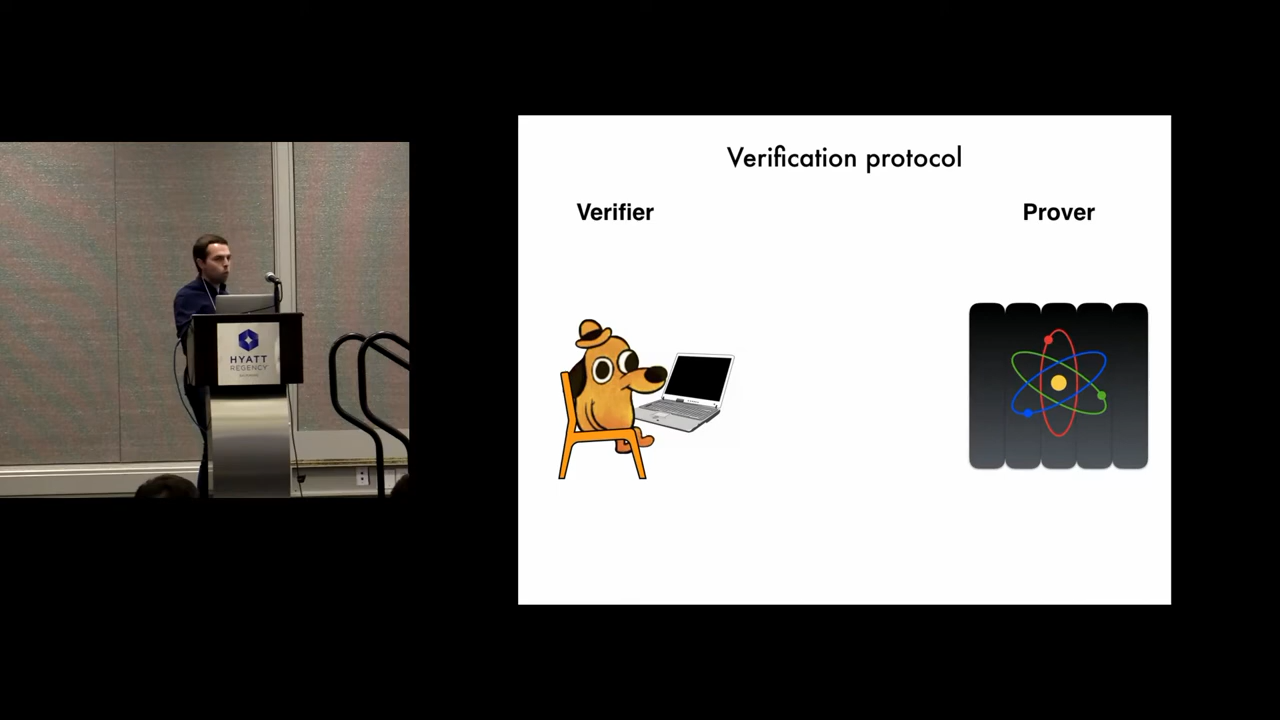 Verification protocol
Verifier
Prover
HYATT
REGENCY